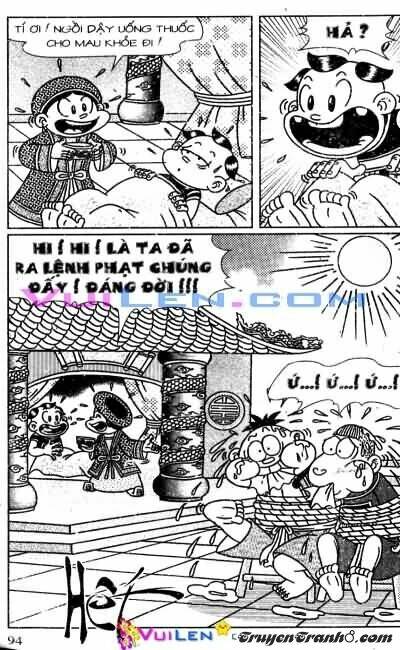 TÍ ƠI! NGỒI DẬY UỐNG THUỐC
CHO MAU KHỎE ĐI!
HẢ?
HI! HI! LÀ TA ĐÃ
RA LỆNH PHẠT CHÚNG
ĐẤY! ĐÁNG ĐỜI!!!
VUILEN.COM
Ứ...! Ứ...! Ứ...!
Hết
94
VUILEN
TruyenTranh8.com